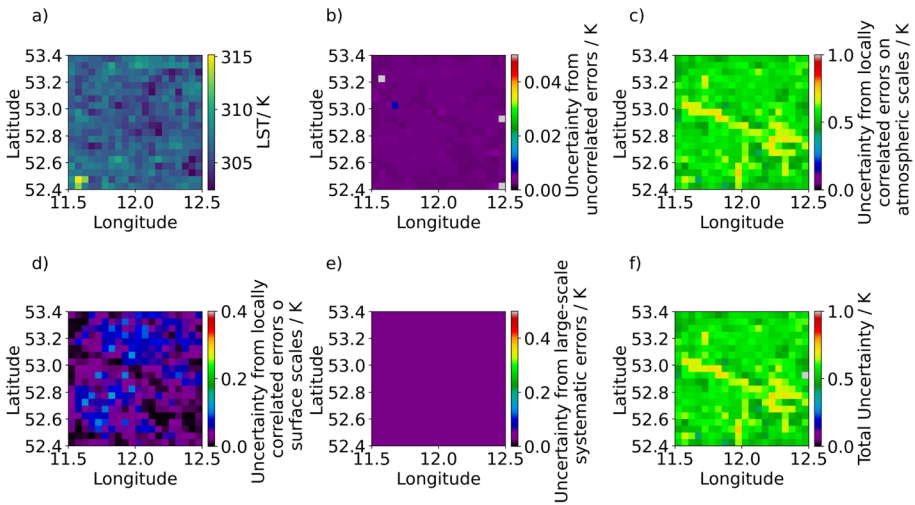 a)
53.4
53.2
53.0
52.8
52.6
52.4
Latitude
11.5 12.0 12.5
Longitude
315
310
305
LST/ K
b)
53.4
53.2
53.0
52.8
52.6
52.4
Latitude
11.5 12.0 12.5
Longitude
0.04
0.02
0.00
Uncertainty from
uncorrelated errors / K
c)
53.4
53.2
53.0
52.8
52.6
52.4
Latitude
11.5 12.0 12.5
Longitude
1.0
0.5
0.0
Uncertainty from locally
correlated errors on
atmospheric scales / K
d)
53.4
53.2
53.0
52.8
52.6
52.4
Latitude
11.5 12.0 12.5
Longitude
0.4
0.2
0.0
Uncertainty from locally
correlated errors o
surface scales / K
e)
53.4
53.2
53.0
52.8
52.6
52.4
Latitude
11.5 12.0 12.5
Longitude
0.4
0.2
0.0
Uncertainty from large-scale
systematic errors / K
f)
53.4
53.2
53.0
52.8
52.6
52.4
Latitude
11.5 12.0 12.5
Longitude
1.0
0.5
0.0
Total Uncertainty / K